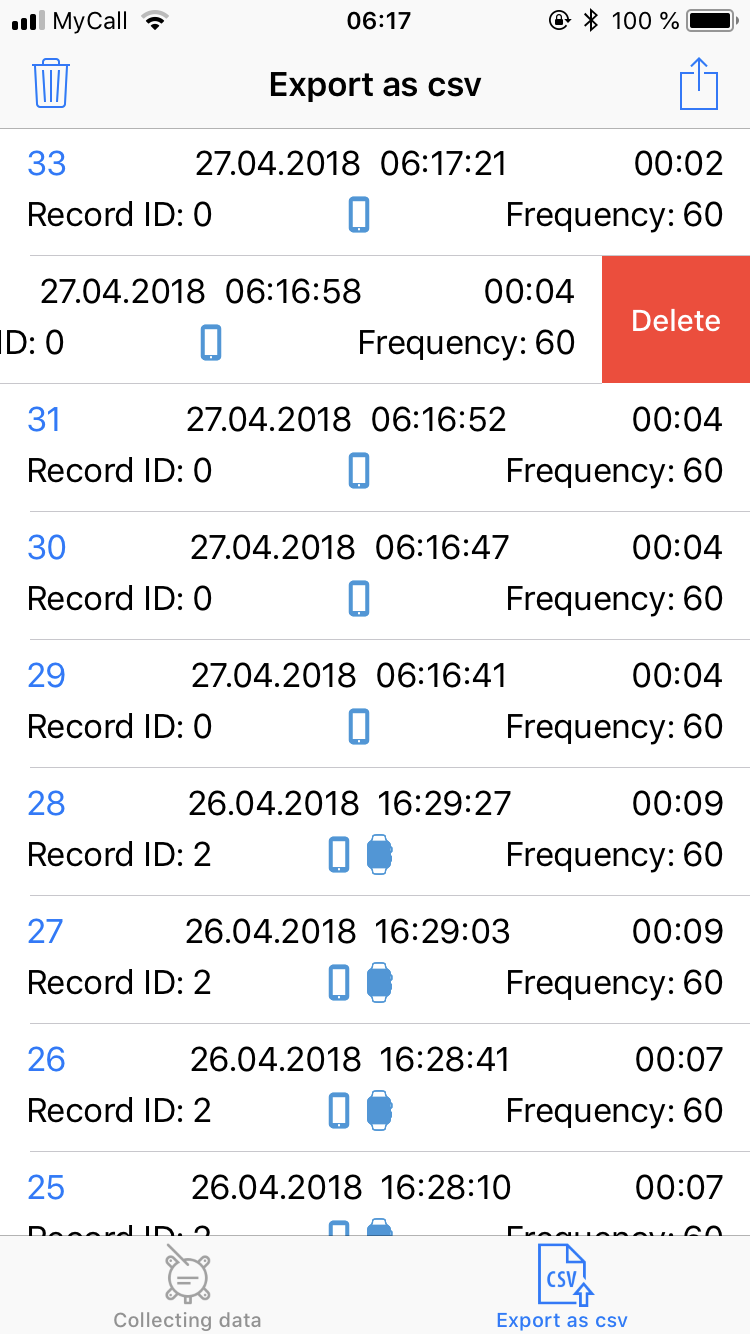 MyCall 06:17 100 %
Export as csv
33 27.04.2018 06:17:21 00:02
Record ID: 0 Frequency: 60
27.04.2018 06:16:58 00:04
ID: 0 Frequency: 60
Delete
31 27.04.2018 06:16:52 00:04
Record ID: 0 Frequency: 60
30 27.04.2018 06:16:47 00:04
Record ID: 0 Frequency: 60
29 27.04.2018 06:16:41 00:04
Record ID: 0 Frequency: 60
28 26.04.2018 16:29:27 00:09
Record ID: 2 Frequency: 60
27 26.04.2018 16:29:03 00:09
Record ID: 2 Frequency: 60
26 26.04.2018 16:28:41 00:07
Record ID: 2 Frequency: 60
25 26.04.2018 16:28:10 00:07
Record ID: 2 Frequency: 60
CSV
Collecting data Export as csv